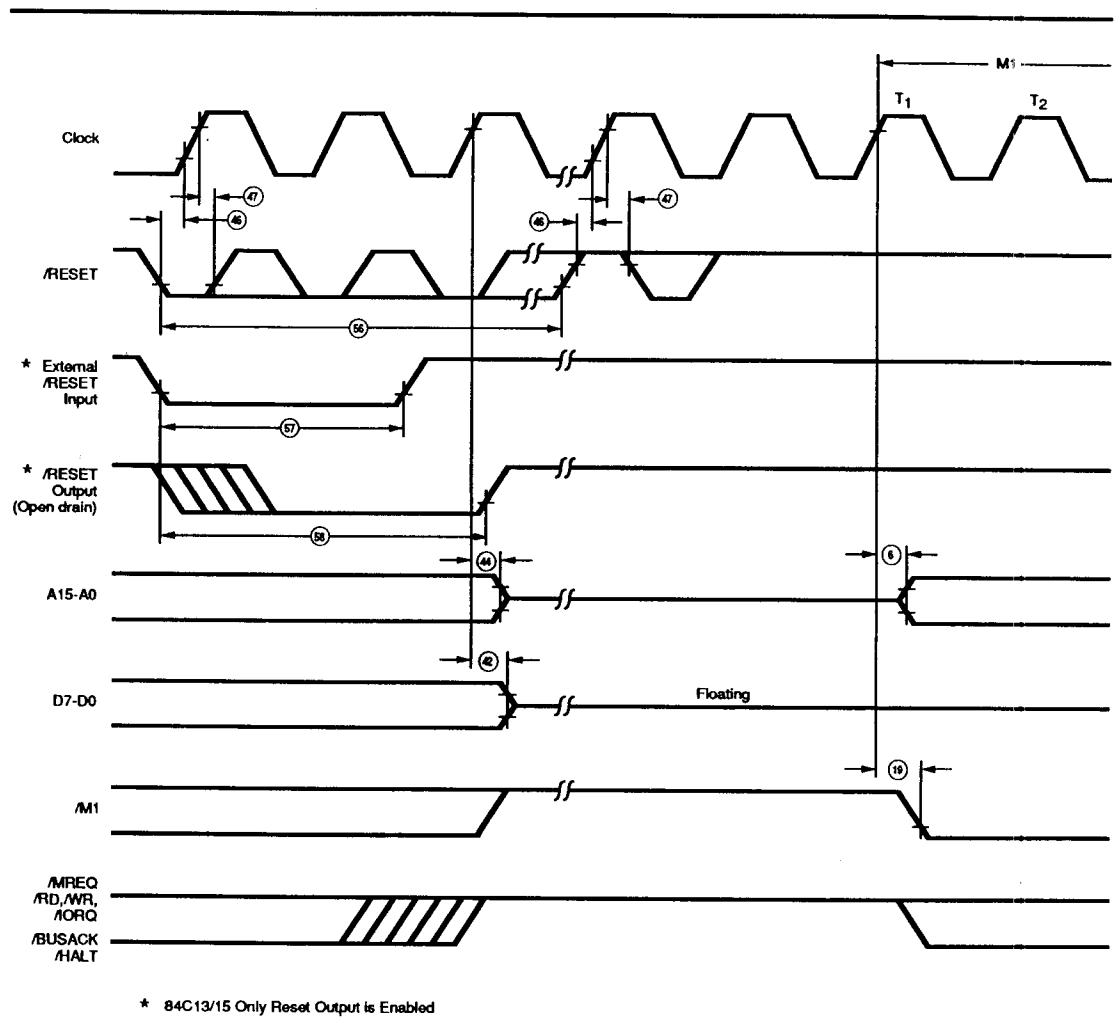 M1
T1
T2
Clock
47
46
46
47
/RESET
56
* External
/RESET
Input
57
* /RESET
Output
(Open drain)
58
44
6
A15-A0
42
D7-D0
Floating
19
/M1
/MREQ
/RD,/WR,
/IORQ
/BUSACK
/HALT
* 84C13/15 Only Reset Output is Enabled